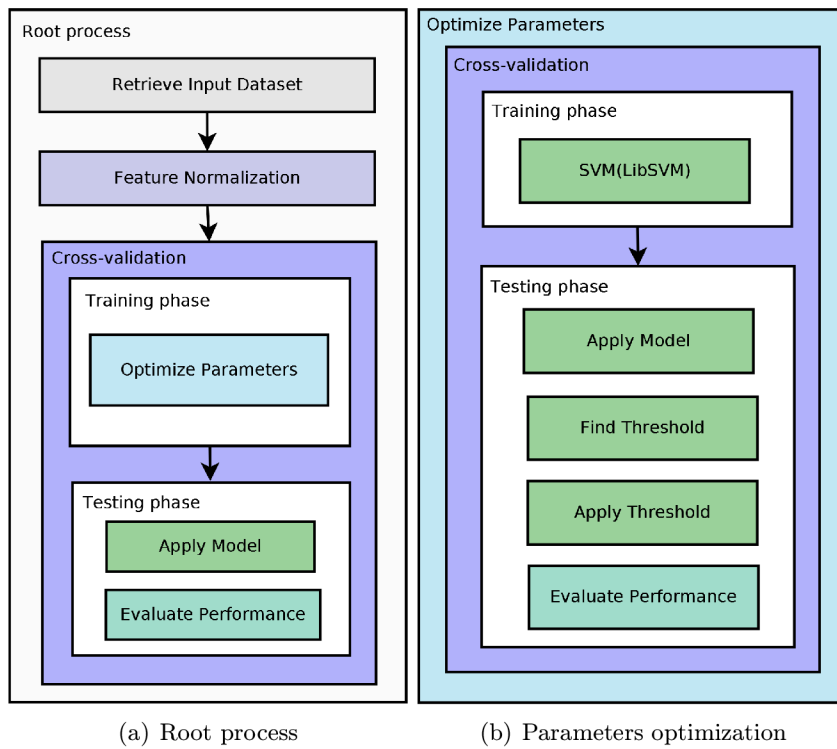 Root process
Retrieve Input Dataset
Feature Normalization
Cross-validation
Training phase
Optimize Parameters
Testing phase
Apply Model
Evaluate Performance
(a) Root process
Optimize Parameters
Cross-validation
Training phase
SVM(LibSVM)
Testing phase
Apply Model
Find Threshold
Apply Threshold
Evaluate Performance
(b) Parameters optimization